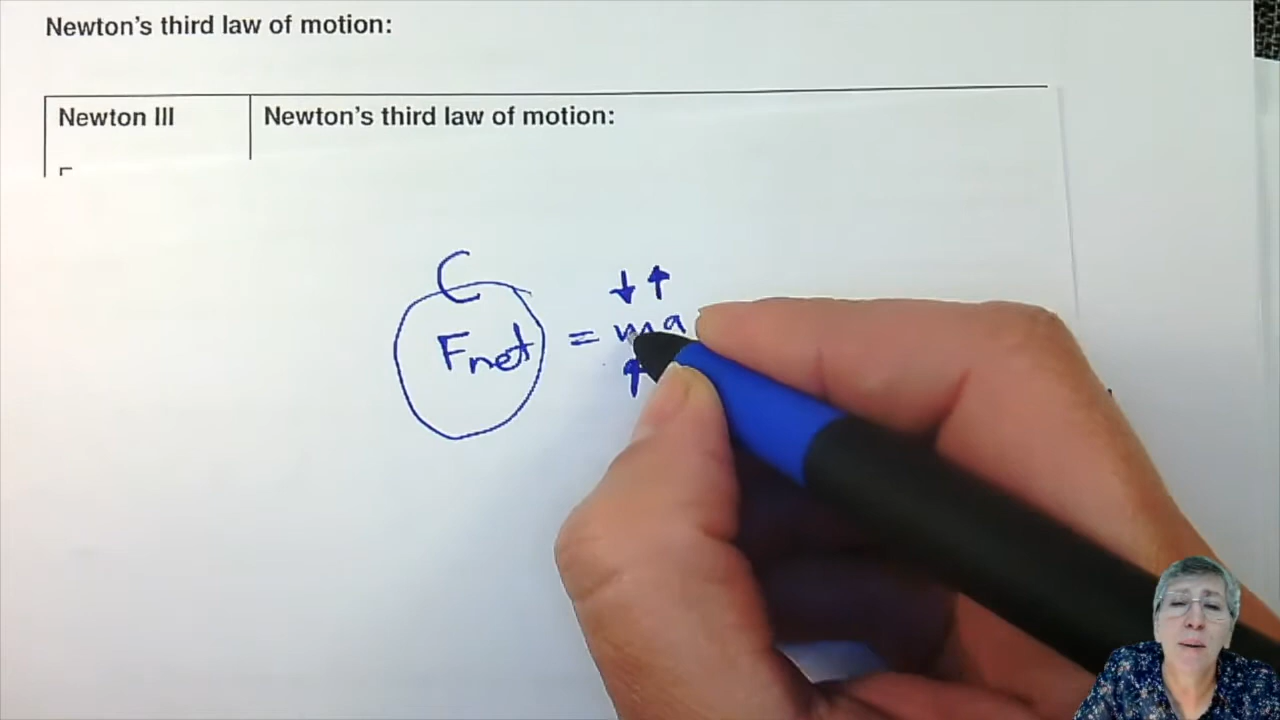 Newton's third law of motion:
Newton III
Newton's third law of motion:
C
Fnet = ma